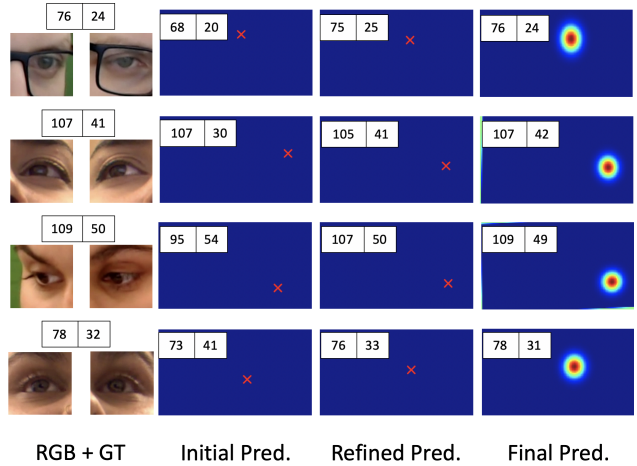 76 24 68 20 75 25 76 24
107 41 107 30 105 41 107 42
109 50 95 54 107 50 109 49
78 32 73 41 76 33 78 31
RGB + GT Initial Pred. Refined Pred. Final Pred.